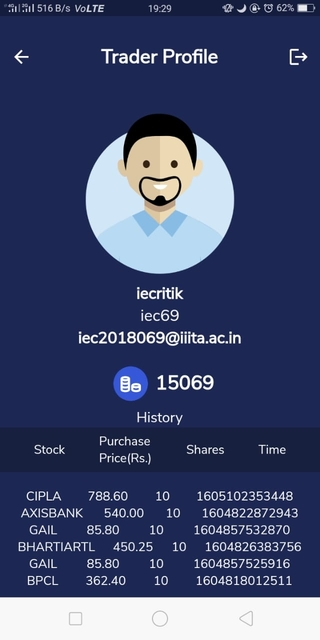 516 B/s VoLTE 19:29 62%
Trader Profile
iecritik
iec69
iec2018069@iiita.ac.in
15069
History
Stock Purchase Price(Rs.) Shares Time
CIPLA 788.60 10 1605102353448
AXISBANK 540.00 10 1604822872943
GAIL 85.80 10 1604857532870
BHARTIARTL 450.25 10 1604826383756
GAIL 85.80 10 1604857525916
BPCL 362.40 10 1604818012511